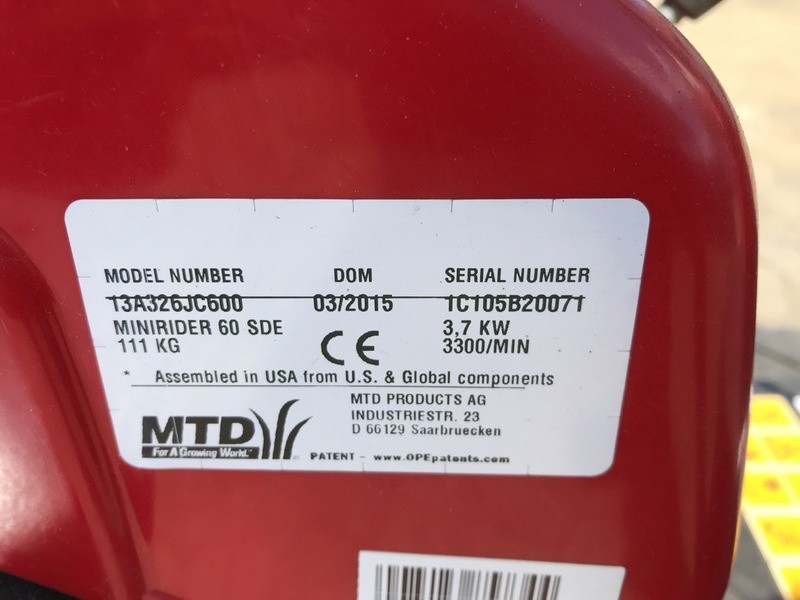 MODEL NUMBER DOM SERIAL NUMBER
13A326JC600 03/2015 1C105B20071
MINIRIDER 60 SDE 3,7 KW
111 KG CE 3300/MIN
* Assembled in USA from U.S. & Global components
MTD PRODUCTS AG
INDUSTRIESTR. 23
D 66129 Saarbruecken
MTD
For A Growing World.
PATENT - www.OPEpatents.com